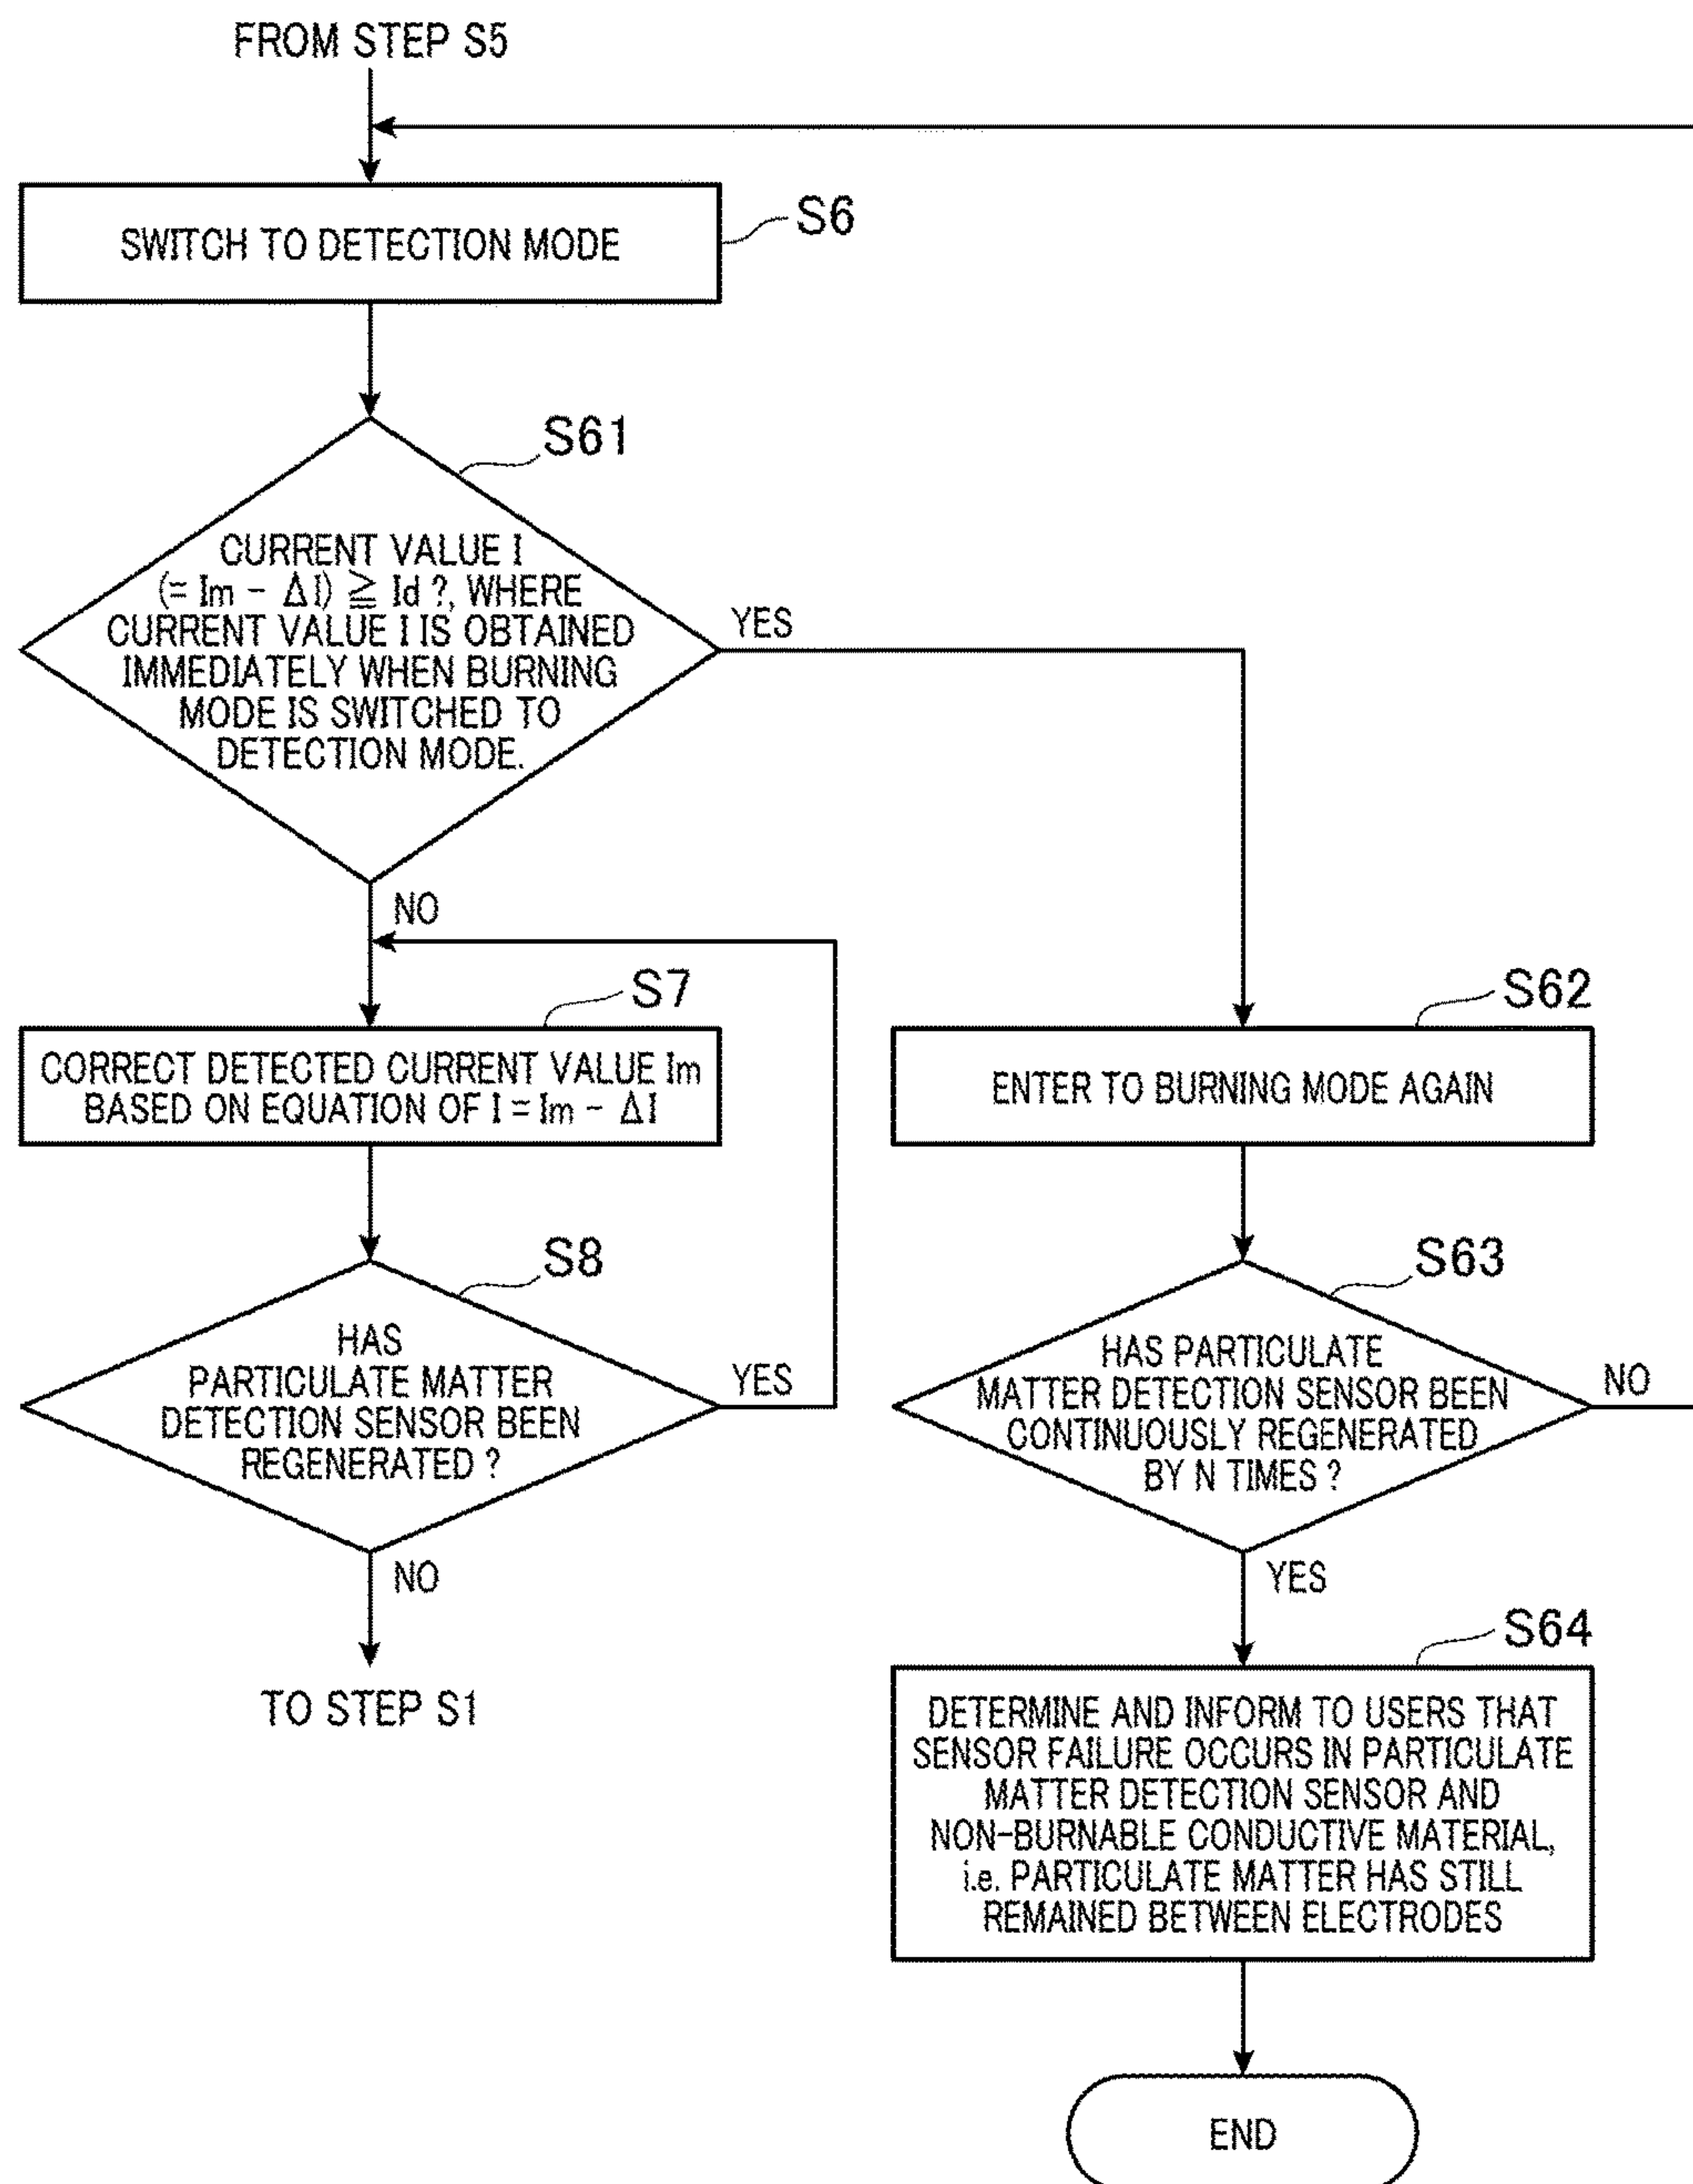 FROM STEP S5
SWITCH TO DETECTION MODE
S6
S61
CURRENT VALUE I
(= Im - ΔI) ≧ Id ?, WHERE
CURRENT VALUE I IS OBTAINED
IMMEDIATELY WHEN BURNING
MODE IS SWITCHED TO
DETECTION MODE.
YES
NO
S7
CORRECT DETECTED CURRENT VALUE Im
BASED ON EQUATION OF I = Im - ΔI
S8
HAS
PARTICULATE MATTER
DETECTION SENSOR BEEN
REGENERATED ?
YES
NO
TO STEP S1
S62
ENTER TO BURNING MODE AGAIN
S63
HAS PARTICULATE
MATTER DETECTION SENSOR BEEN
CONTINUOUSLY REGENERATED
BY N TIMES ?
NO
YES
S64
DETERMINE AND INFORM TO USERS THAT
SENSOR FAILURE OCCURS IN PARTICULATE
MATTER DETECTION SENSOR AND
NON-BURNABLE CONDUCTIVE MATERIAL,
i.e. PARTICULATE MATTER HAS STILL
REMAINED BETWEEN ELECTRODES
END